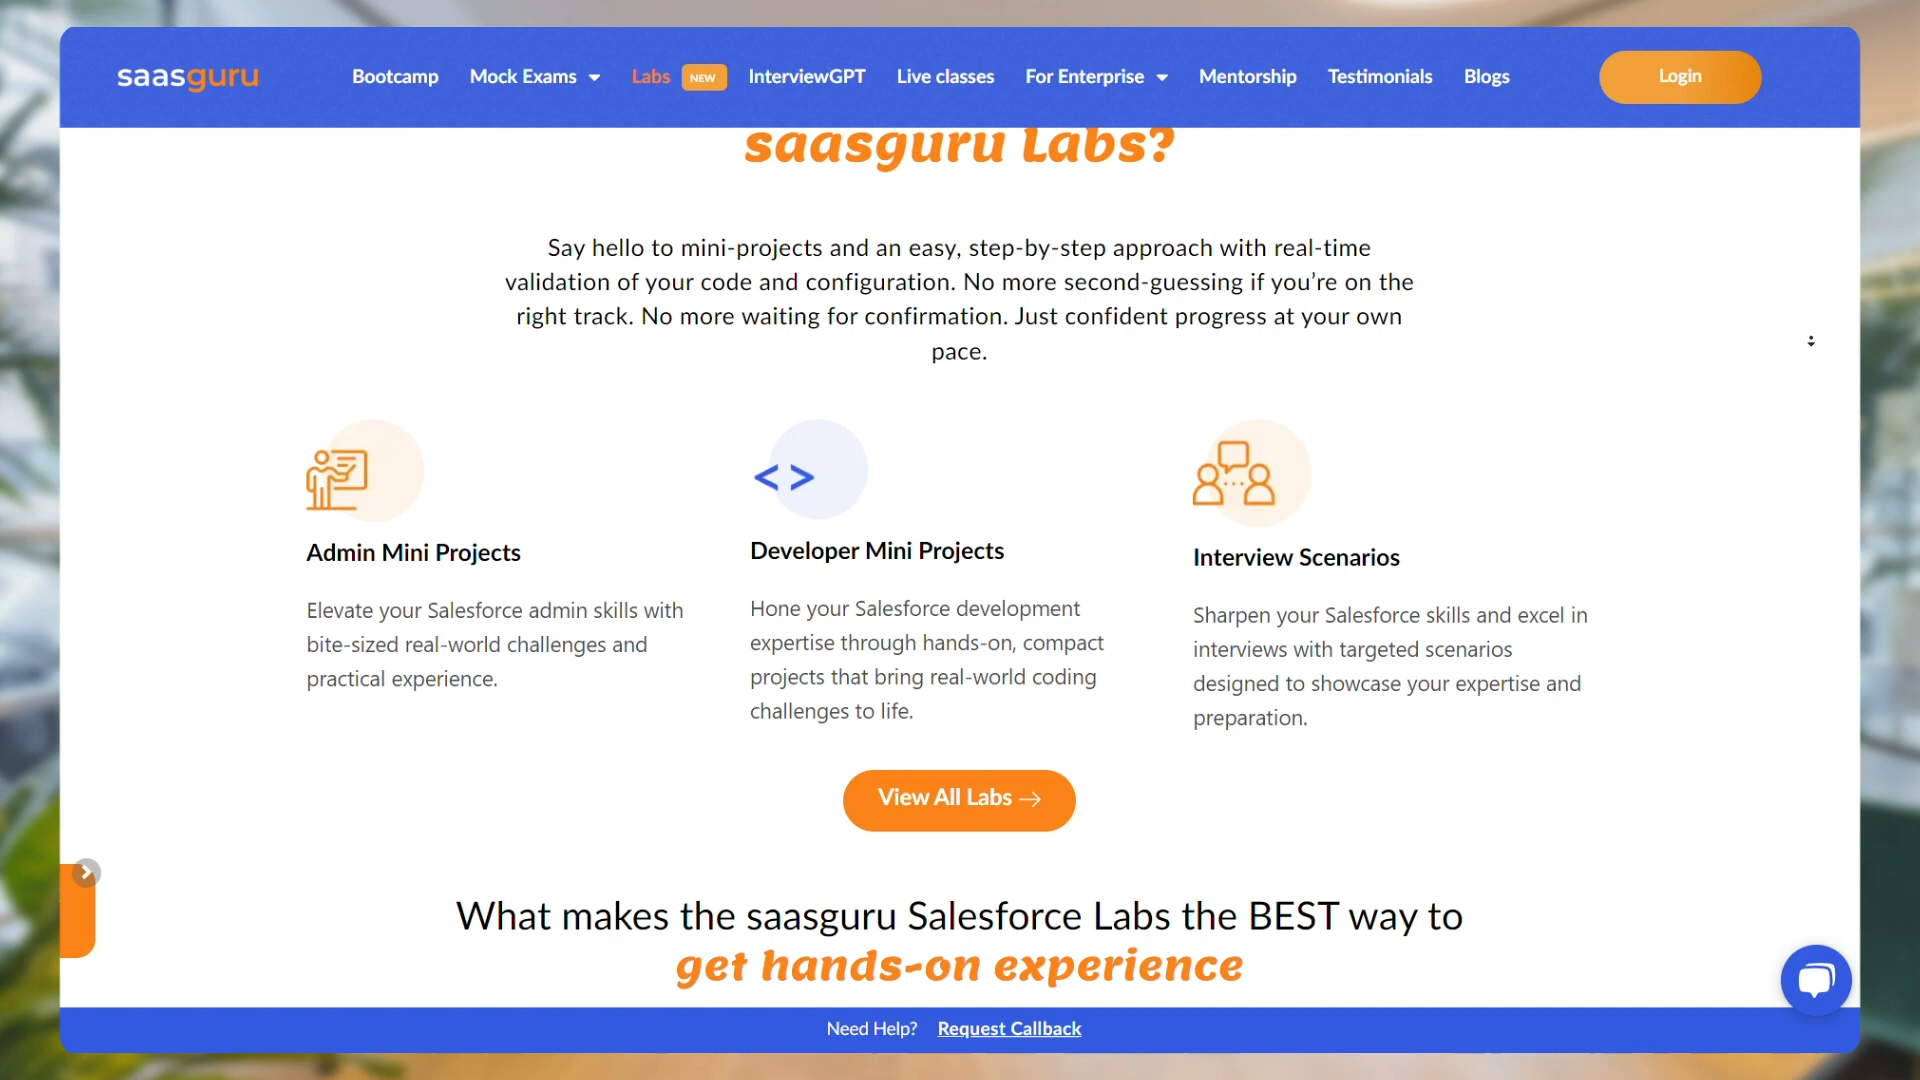 saasguru
Bootcamp
Mock Exams
Labs NEW
InterviewGPT
Live classes
For Enterprise
Mentorship
Testimonials
Blogs
Login
saasguru Labs?
Say hello to mini-projects and an easy, step-by-step approach with real-time
validation of your code and configuration. No more second-guessing if you’re on the
right track. No more waiting for confirmation. Just confident progress at your own
pace.
Admin Mini Projects
Elevate your Salesforce admin skills with
bite-sized real-world challenges and
practical experience.
Developer Mini Projects
Hone your Salesforce development
expertise through hands-on, compact
projects that bring real-world coding
challenges to life.
Interview Scenarios
Sharpen your Salesforce skills and excel in
interviews with targeted scenarios
designed to showcase your expertise and
preparation.
View All Labs →
What makes the saasguru Salesforce Labs the BEST way to
get hands-on experience
Need Help? Request Callback